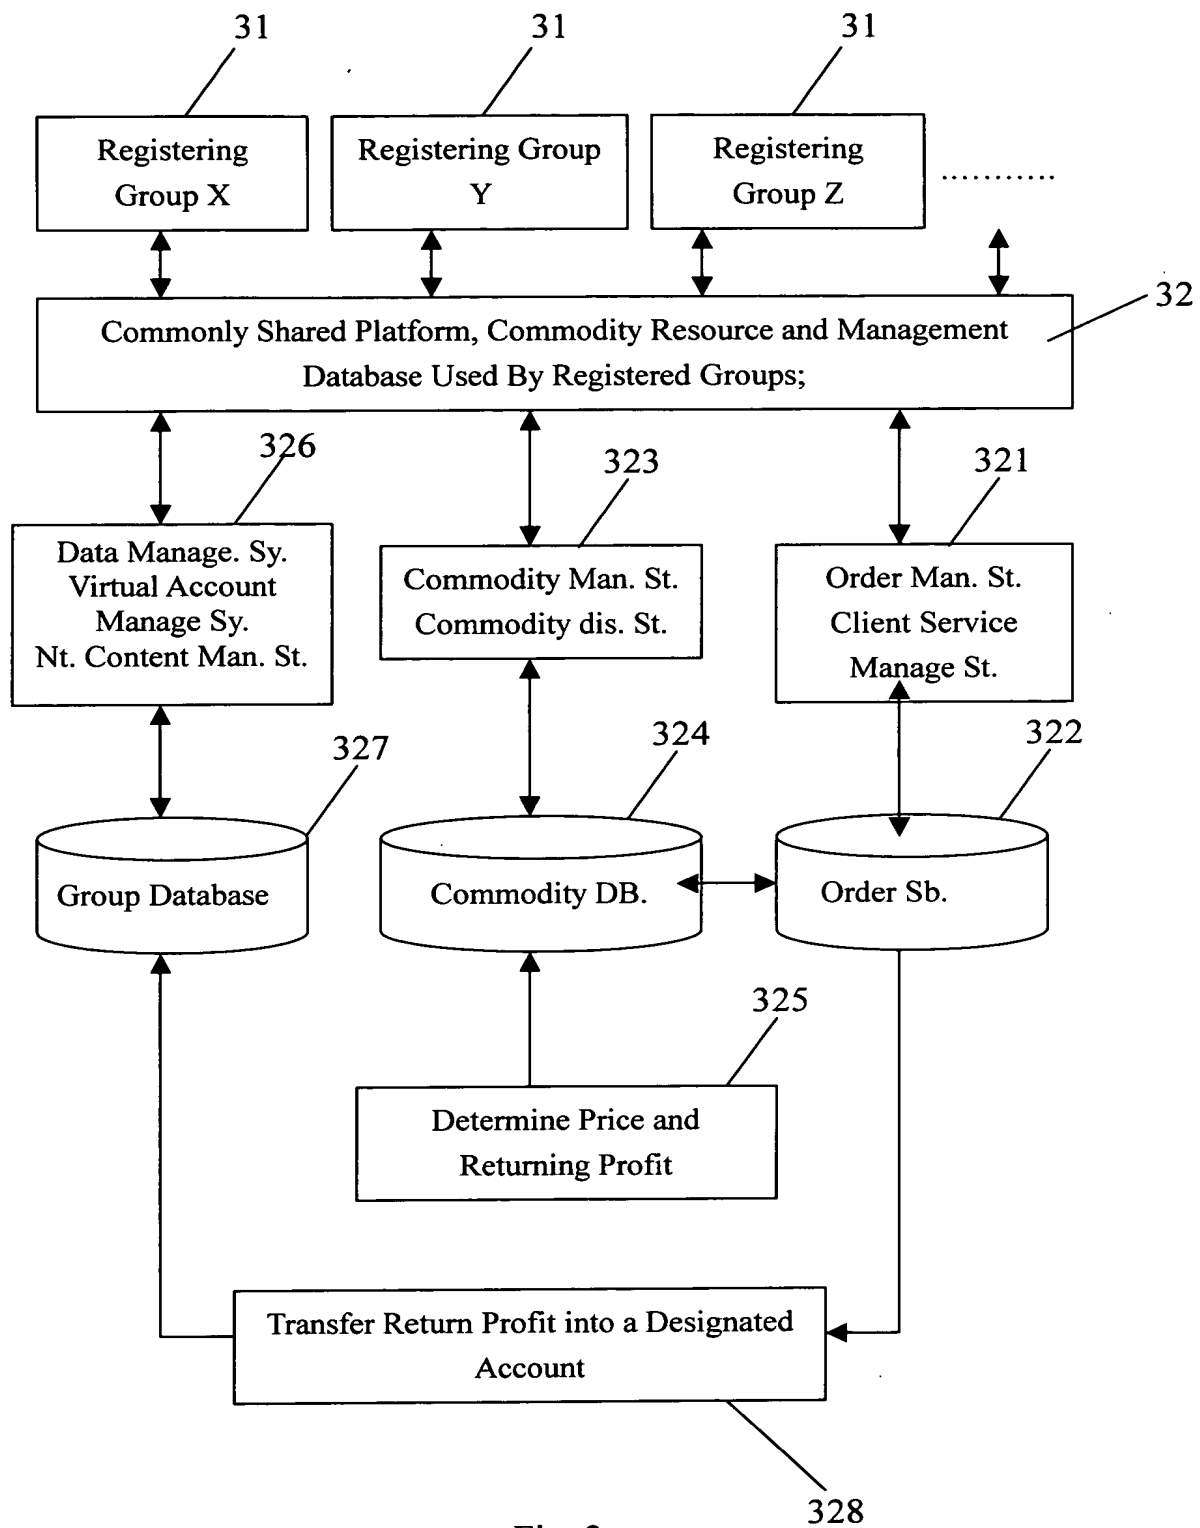 31
31
31
Registering
Group X
Registering Group
Y
Registering
Group Z
...........
32
Commonly Shared Platform, Commodity Resource and Management
Database Used By Registered Groups;
326
323
321
Data Manage. Sy.
Virtual Account
Manage Sy.
Nt. Content Man. St.
Commodity Man. St.
Commodity dis. St.
Order Man. St.
Client Service
Manage St.
327
324
322
Group Database
Commodity DB.
Order Sb.
325
Determine Price and
Returning Profit
Transfer Return Profit into a Designated
Account
328